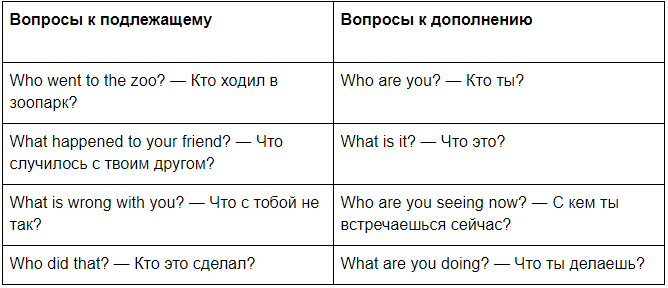 Вопросы к подлежащему
Вопросы к дополнению
Who went to the zoo? — Кто ходил в
зоопарк?
Who are you? — Кто ты?
What happened to your friend? — Что
случилось с твоим другом?
What is it? — Что это?
What is wrong with you? — Что с тобой не
так?
Who are you seeing now? — С кем ты
встречаешься сейчас?
Who did that? — Кто это сделал?
What are you doing? — Что ты делаешь?